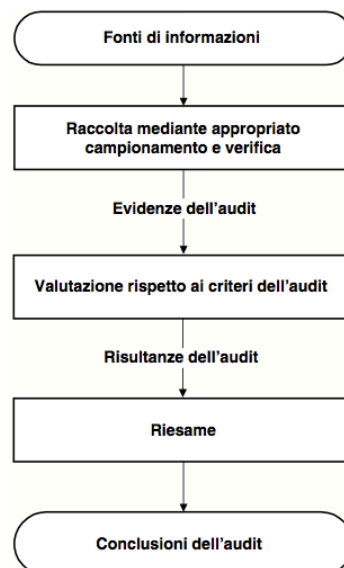 Fonti di informazioni
Raccolta mediante appropriato
campionamento e verifica
Evidenze dell'audit
Valutazione rispetto ai criteri dell'audit
Risultanze dell'audit
Riesame
Conclusioni dell'audit